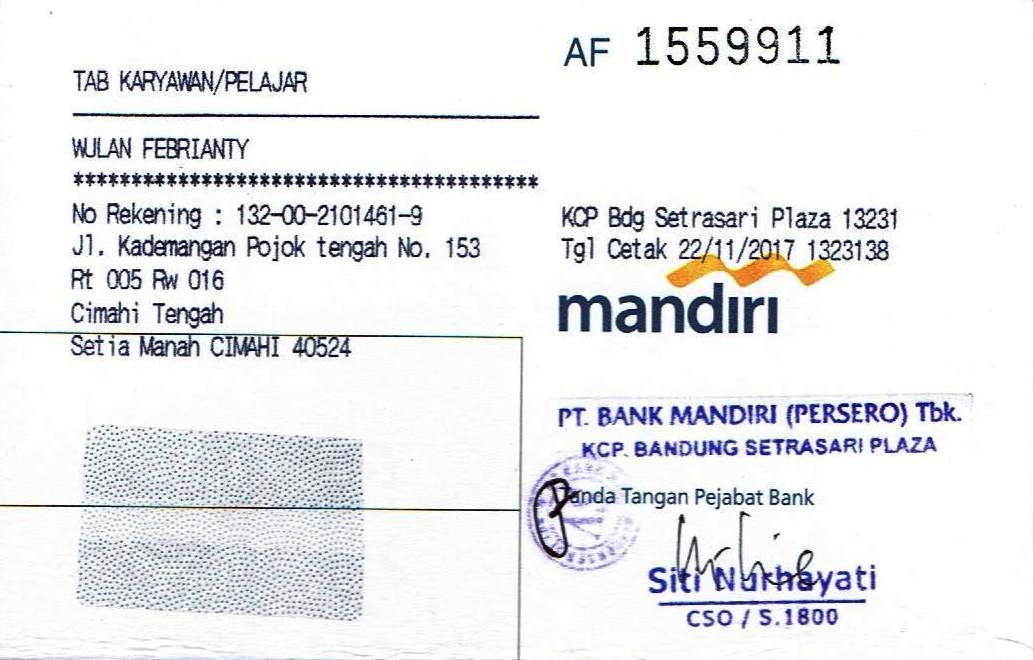 AF 1559911
TAB KARYAWAN/PELAJAR
WULAN FEBRIANTY
****************************************
No Rekening : 132-00-2101461-9
Jl. Kademangan Pojok tengah No. 153
Rt 005 Rw 016
Cimahi Tengah
Setia Manah CIMAHI 40524
KCP Bdg Setrasari Plaza 13231
Tgl Cetak 22/11/2017 1323138
mandiri
PT. BANK MANDIRI (PERSERO) Tbk.
KCP. BANDUNG SETRASARI PLAZA
Tanda Tangan Pejabat Bank
Siti Nurhayati
CSO / S.1800